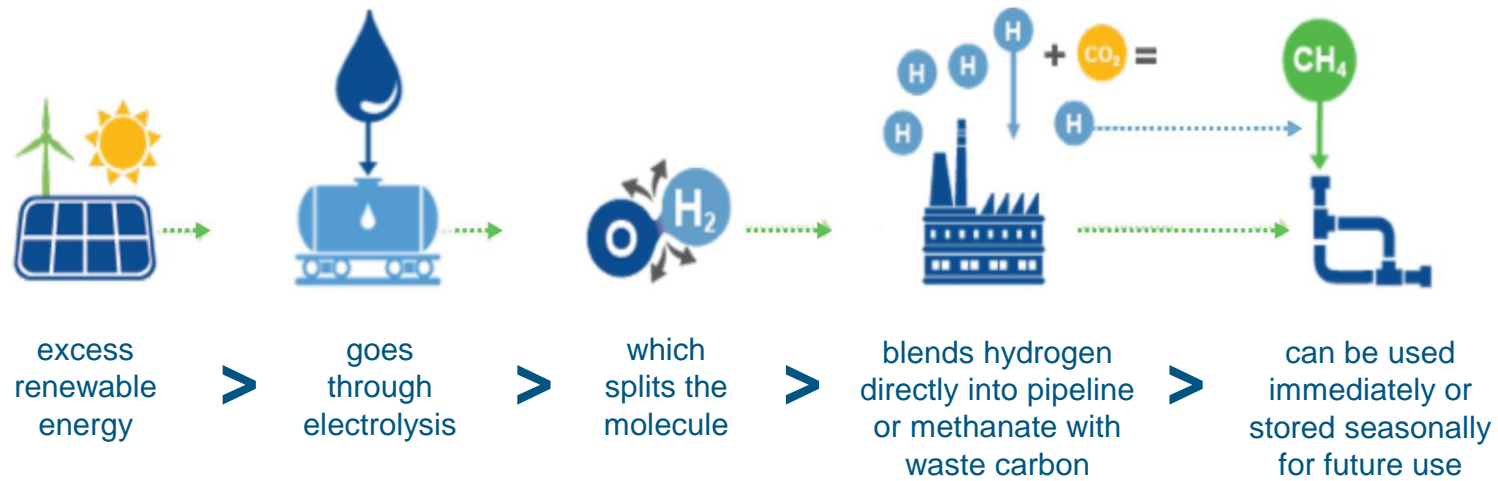 H
H
H
H
+ CO₂ =
H
CH₄
O
H₂
excess
renewable
energy
>
goes
through
electrolysis
>
which
splits the
molecule
>
blends hydrogen
directly into pipeline
or methanate with
waste carbon
>
can be used
immediately or
stored seasonally
for future use